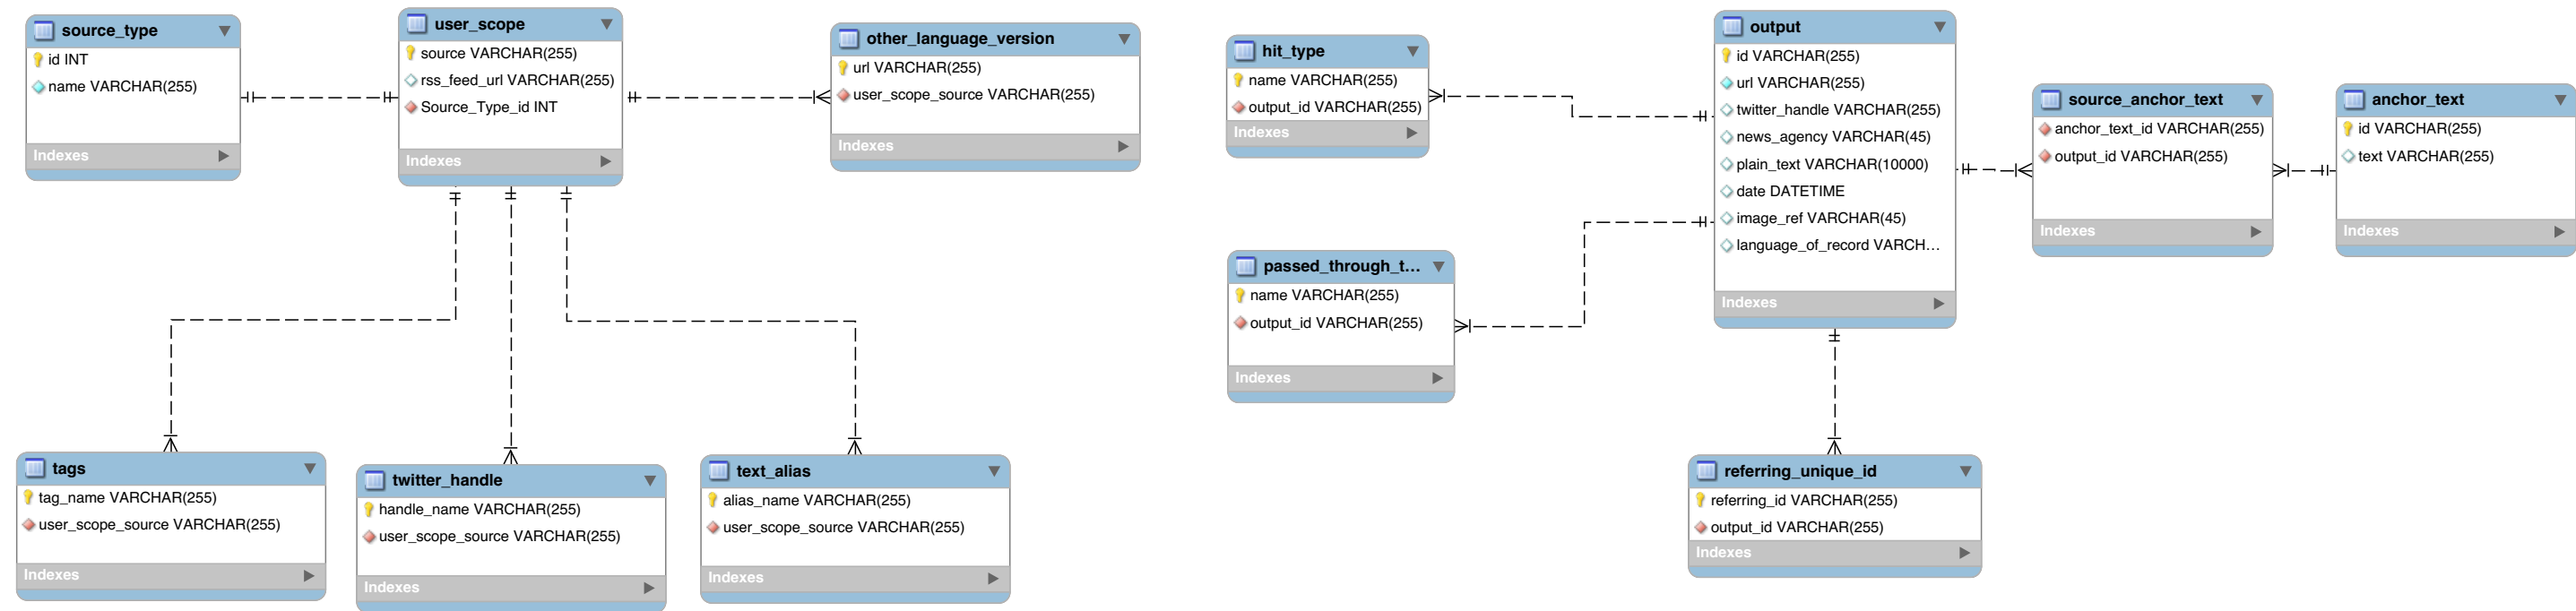 source_type
id INT
name VARCHAR(255)
Indexes
user_scope
source VARCHAR(255)
rss_feed_url VARCHAR(255)
Source_Type_id INT
Indexes
other_language_version
url VARCHAR(255)
user_scope_source VARCHAR(255)
Indexes
tags
tag_name VARCHAR(255)
user_scope_source VARCHAR(255)
Indexes
twitter_handle
handle_name VARCHAR(255)
user_scope_source VARCHAR(255)
Indexes
text_alias
alias_name VARCHAR(255)
user_scope_source VARCHAR(255)
Indexes
hit_type
name VARCHAR(255)
output_id VARCHAR(255)
Indexes
passed_through_t...
name VARCHAR(255)
output_id VARCHAR(255)
Indexes
output
id VARCHAR(255)
url VARCHAR(255)
twitter_handle VARCHAR(255)
news_agency VARCHAR(45)
plain_text VARCHAR(10000)
date DATETIME
image_ref VARCHAR(45)
language_of_record VARCH...
Indexes
source_anchor_text
anchor_text_id VARCHAR(255)
output_id VARCHAR(255)
Indexes
anchor_text
id VARCHAR(255)
text VARCHAR(255)
Indexes
referring_unique_id
referring_id VARCHAR(255)
output_id VARCHAR(255)
Indexes